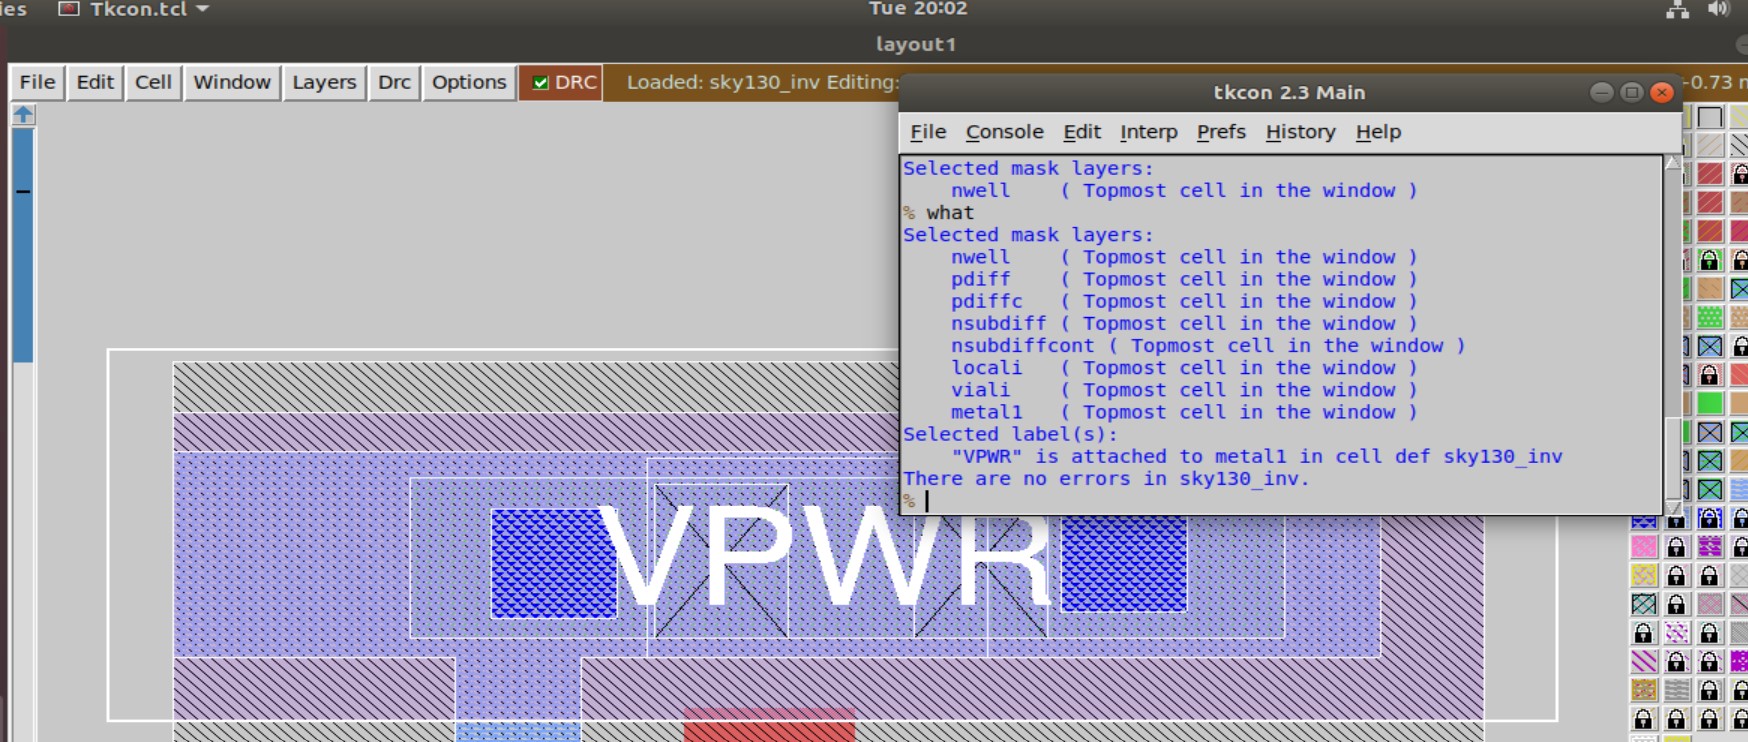 ies Tkcon.tcl Tue 20:02
layout1
File Edit Cell Window Layers Drc Options DRC Loaded: sky130_inv Editing: -0.73
tkcon 2.3 Main
File Console Edit Interp Prefs History Help
Selected mask layers:
nwell ( Topmost cell in the window )
% what
Selected mask layers:
nwell ( Topmost cell in the window )
pdiff ( Topmost cell in the window )
pdiffc ( Topmost cell in the window )
nsubdiff ( Topmost cell in the window )
nsubdiffcont ( Topmost cell in the window )
locali ( Topmost cell in the window )
viali ( Topmost cell in the window )
metal1 ( Topmost cell in the window )
Selected label(s):
"VPWR" is attached to metal1 in cell def sky130_inv
There are no errors in sky130_inv.
%
VPWR